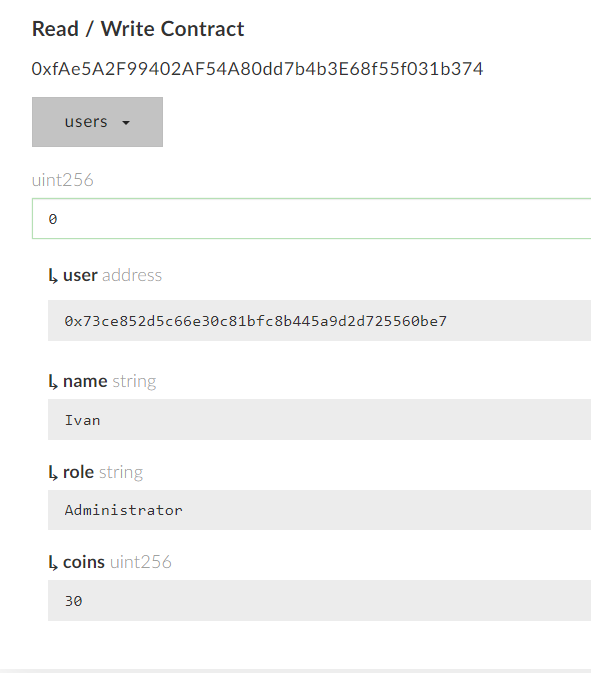 Read / Write Contract
0xfAe5A2F99402AF54A80dd7b4b3E68f55f031b374
users
uint256
0
user address
0x73ce852d5c66e30c81bfc8b445a9d2d725560be7
name string
Ivan
role string
Administrator
coins uint256
30